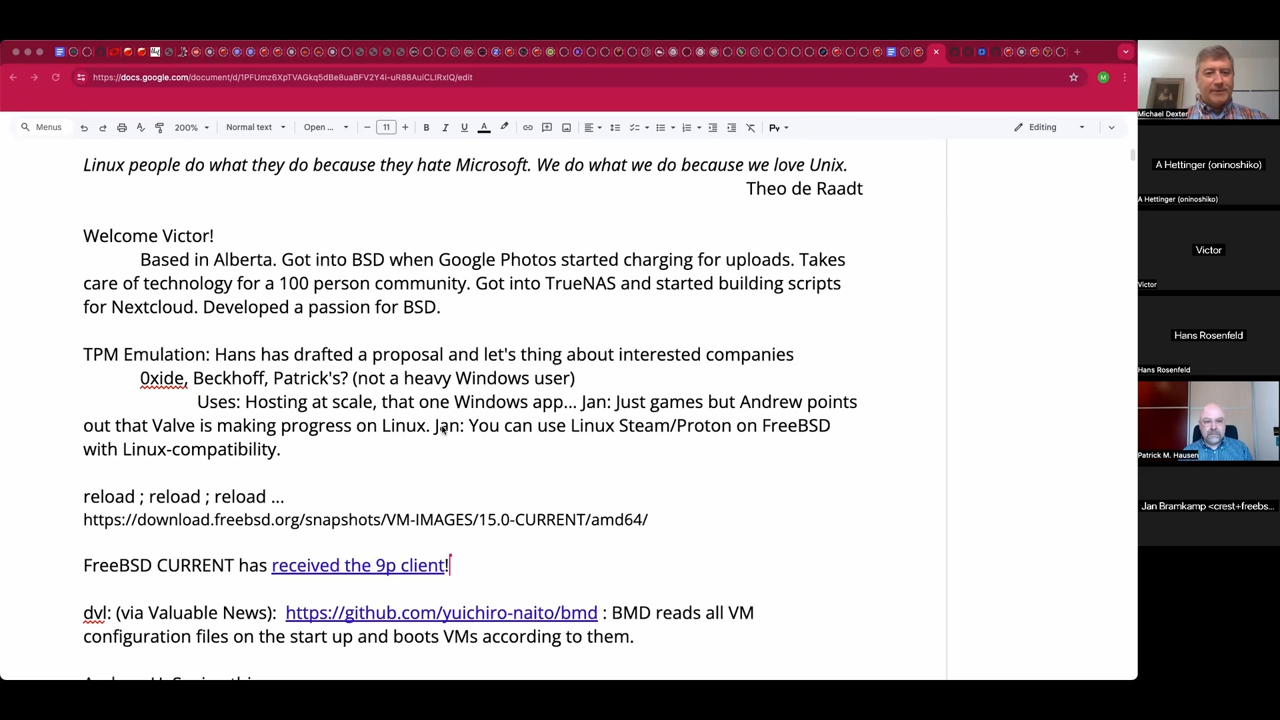 https://docs.google.com/document/d/1PFUmz6XpTVAGkq5dBe8uaBFV2Y4i-uR88AuiCLIRxIQ/edit
M
Menus
200%
Normal text
Open ...
11
B I U A
Editing
Linux people do what they do because they hate Microsoft. We do what we do because we love Unix.
Theo de Raadt
Welcome Victor!
Based in Alberta. Got into BSD when Google Photos started charging for uploads. Takes
care of technology for a 100 person community. Got into TrueNAS and started building scripts
for Nextcloud. Developed a passion for BSD.
TPM Emulation: Hans has drafted a proposal and let's thing about interested companies
0xide, Beckhoff, Patrick's? (not a heavy Windows user)
Uses: Hosting at scale, that one Windows app... Jan: Just games but Andrew points
out that Valve is making progress on Linux. Jan: You can use Linux Steam/Proton on FreeBSD
with Linux-compatibility.
reload ; reload ; reload ...
https://download.freebsd.org/snapshots/VM-IMAGES/15.0-CURRENT/amd64/
FreeBSD CURRENT has received the 9p client!
dvl: (via Valuable News): https://github.com/yuichiro-naito/bmd : BMD reads all VM
configuration files on the start up and boots VMs according to them.
Michael Dexter
A Hettinger (oninoshiko)
A Hettinger (oninoshiko)
Victor
Victor
Hans Rosenfeld
Hans Rosenfeld
Patrick M. Hausen
Jan Bramkamp <crest+freebs...